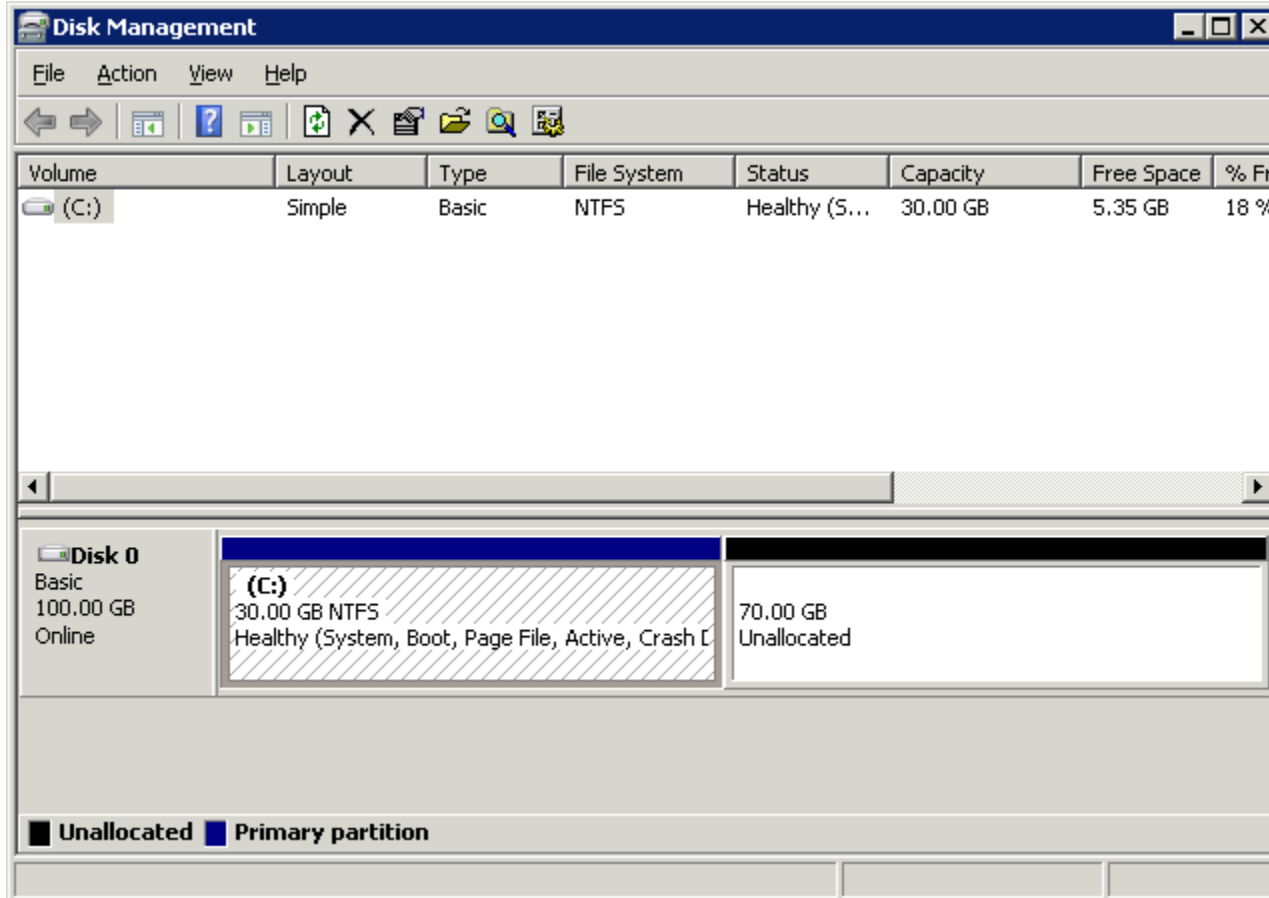 Disk Management
File Action View Help
Volume Layout Type File System Status Capacity Free Space % Fr
(C:) Simple Basic NTFS Healthy (S... 30.00 GB 5.35 GB 18 %
Disk 0
Basic
100.00 GB
Online
(C:)
30.00 GB NTFS
Healthy (System, Boot, Page File, Active, Crash D
70.00 GB
Unallocated
Unallocated Primary partition